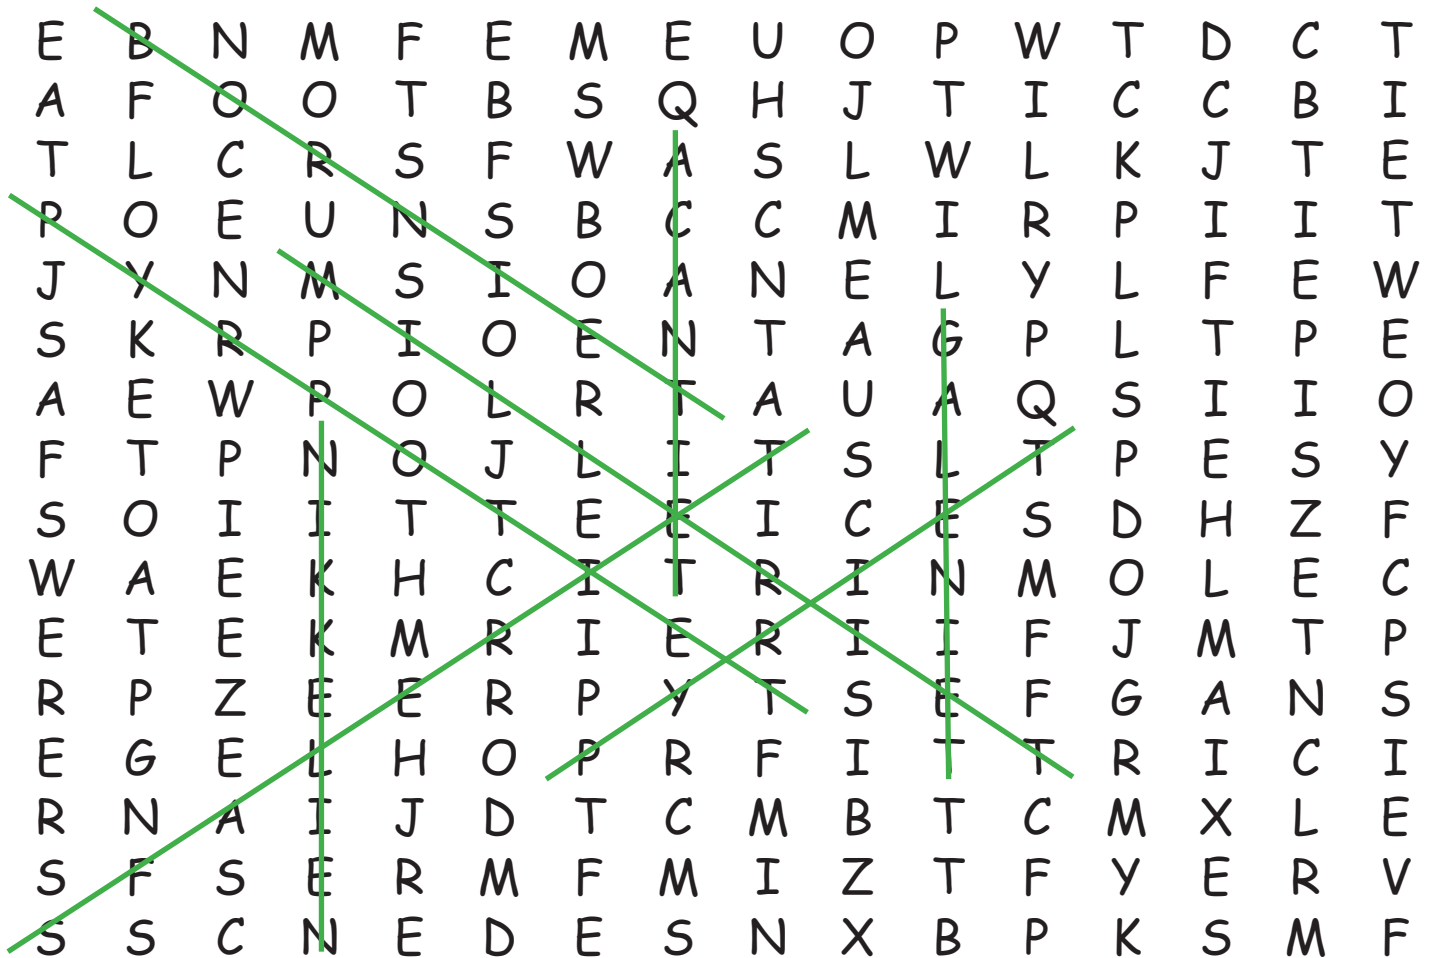 E B N M F E M E U O P W T D C T
A F O O T B S Q H J T I C C B I
T L C R S F W A S L W L K J T E
P O E U N S B C C M I R P I I T
J Y N M S I O A N E L Y L F E W
S K R P I O E N T A G P L T P E
A E W P O L R T A U A Q S I I O
F T P N O J L I T S L T P E S Y
S O I I T T E E I C E S D H Z F
W A E K H C I T R I N M O L E C
E T E K M R I E R I I F J M T P
R P Z E E R P Y T S E F G A N S
E G E L H O P R F I T T R I C I
R N A I J D T C M B T C M X L E
S F S E R M F M I Z T F Y E R V
S S C N E D E S N X B P K S M F